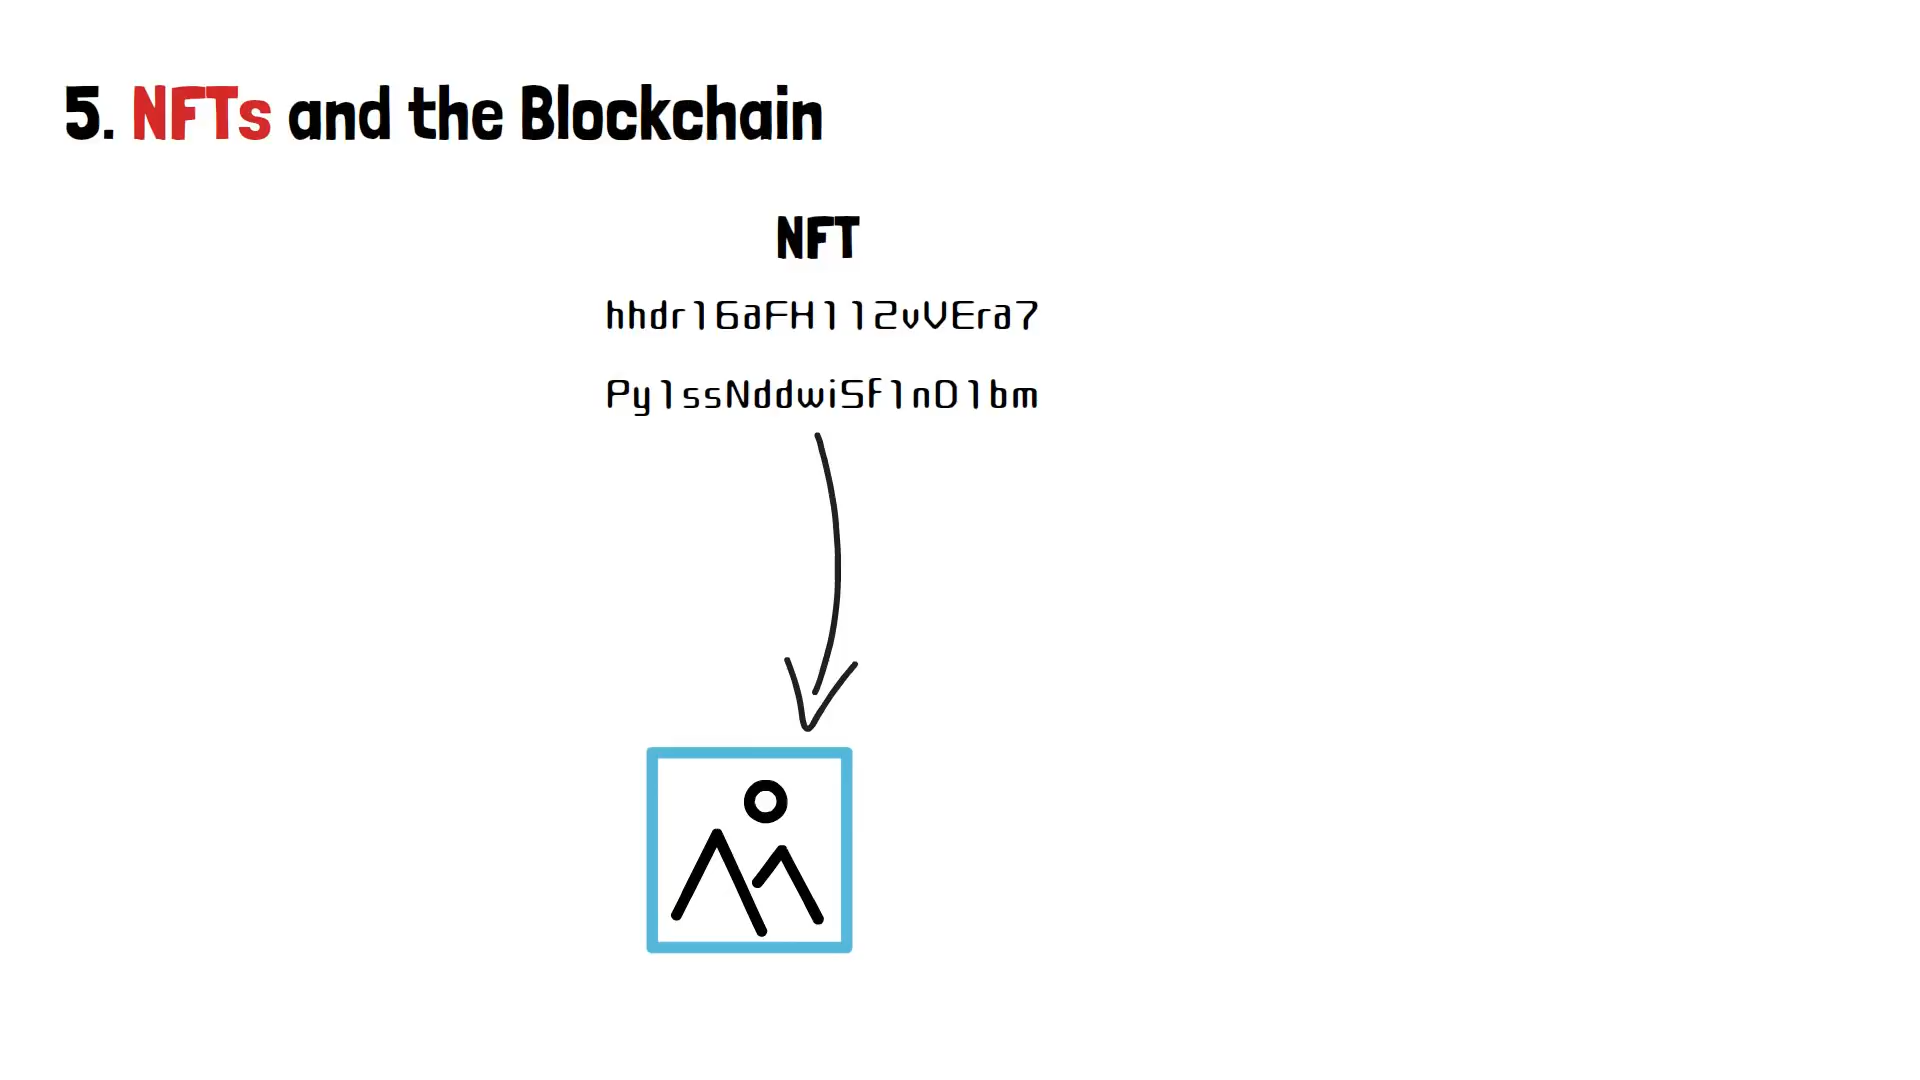 5. NFTs and the Blockchain
NFT
hhdr16aFH112vVEra7
Py1ssNddwiSf1nD1bm